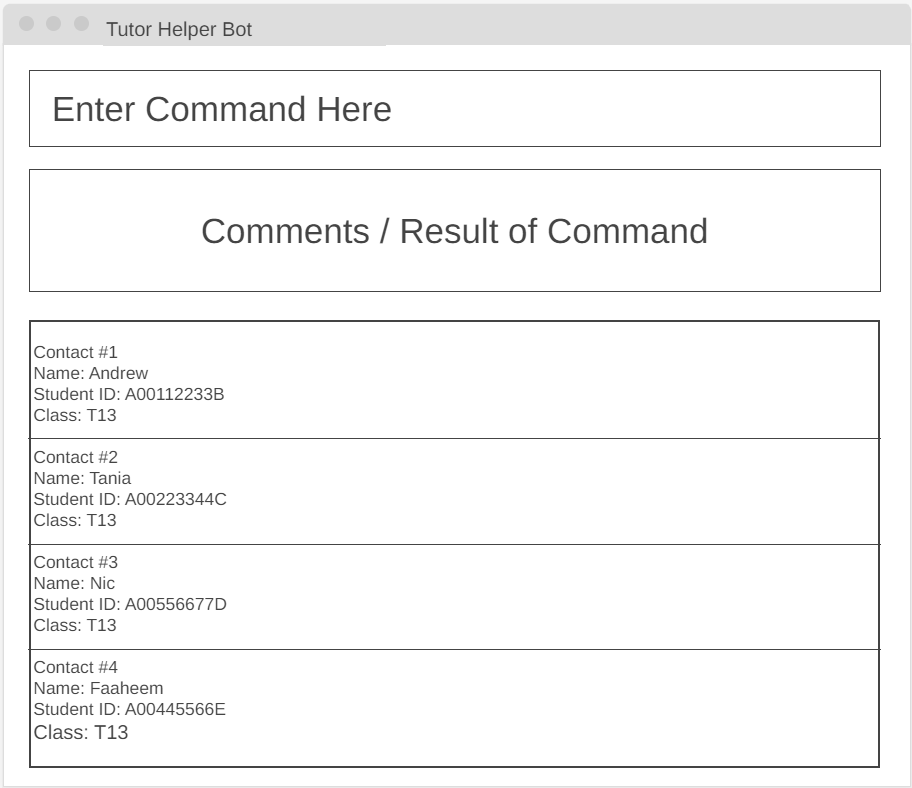 Tutor Helper Bot
Enter Command Here
Comments / Result of Command
Contact #1
Name: Andrew
Student ID: A00112233B
Class: T13
Contact #2
Name: Tania
Student ID: A00223344C
Class: T13
Contact #3
Name: Nic
Student ID: A00556677D
Class: T13
Contact #4
Name: Faaheem
Student ID: A00445566E
Class: T13